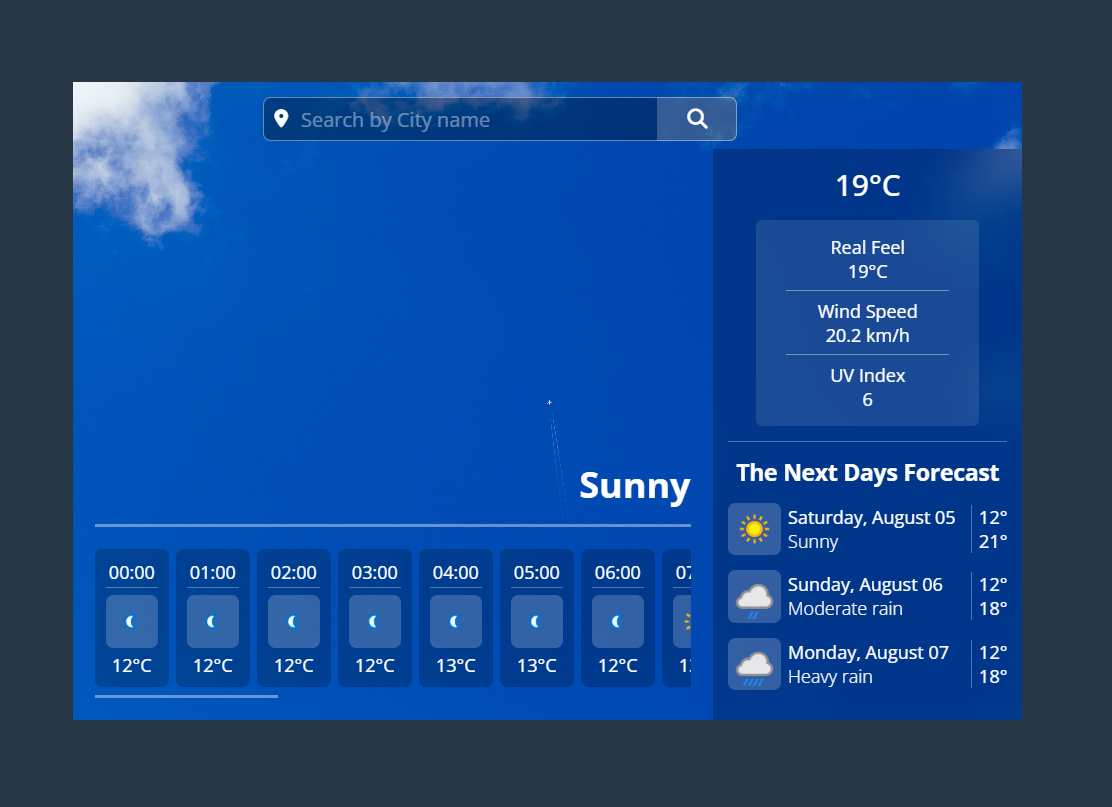 Search by City name
19°C
Real Feel
19°C
Wind Speed
20.2 km/h
UV Index
6
Sunny
00:00 01:00 02:00 03:00 04:00 05:00 06:00 07
12°C 12°C 12°C 12°C 13°C 13°C 12°C
The Next Days Forecast
Saturday, August 05 12°
Sunny 21°
Sunday, August 06 12°
Moderate rain 18°
Monday, August 07 12°
Heavy rain 18°